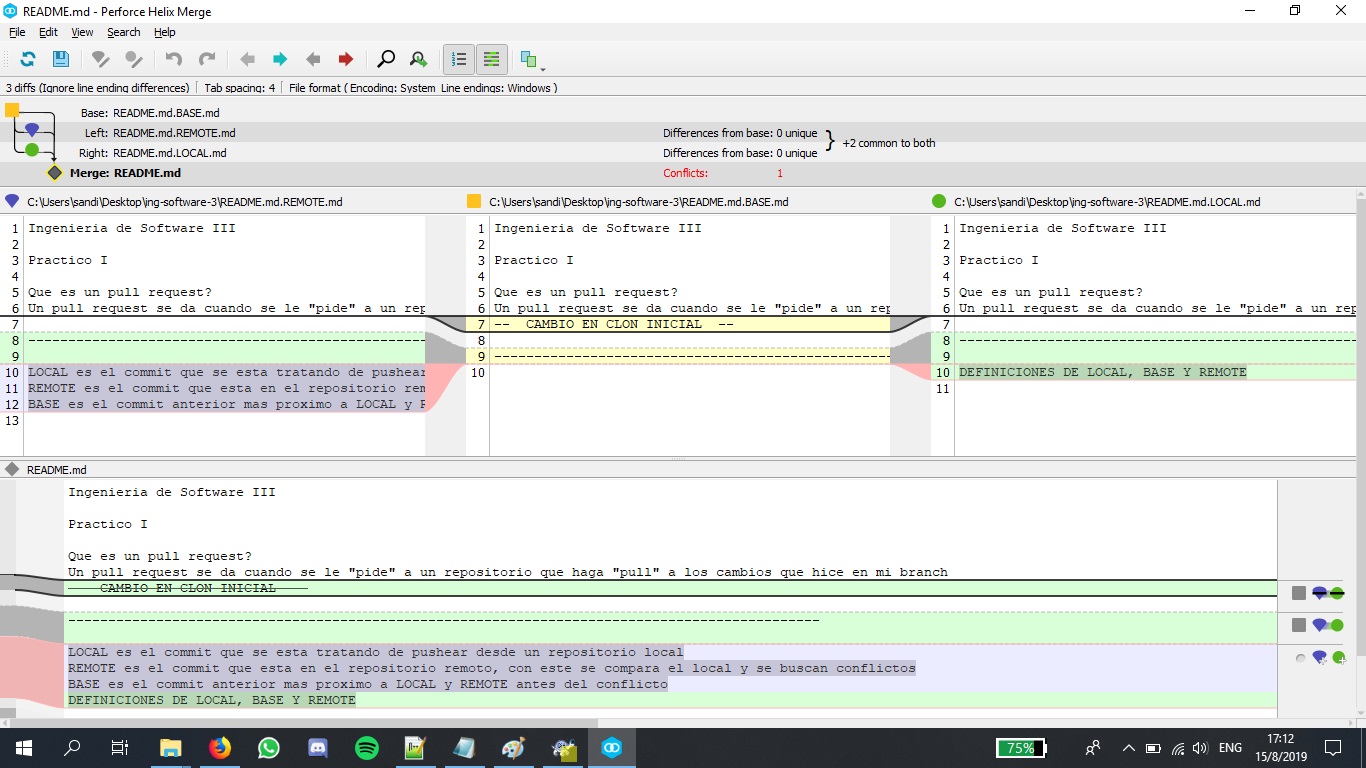 README.md - Perforce Helix Merge
File Edit View Search Help
3 diffs (Ignore line ending differences) Tab spacing: 4 File format ( Encoding: System Line endings: Windows )
Base: README.md.BASE.md
Left: README.md.REMOTE.md Differences from base: 0 unique
+2 common to both
Right: README.md.LOCAL.md Differences from base: 0 unique
Merge: README.md Conflicts: 1
C:\Users\sandi\Desktop\ing-software-3\README.md.REMOTE.md
1 Ingenieria de Software III
2
3 Practico I
4
5 Que es un pull request?
6 Un pull request se da cuando se le "pide" a un rep
7
8 --------------------------------------------------
9
10 LOCAL es el commit que se esta tratando de pushear
11 REMOTE es el commit que esta en el repositorio rem
12 BASE es el commit anterior mas proximo a LOCAL y R
13
C:\Users\sandi\Desktop\ing-software-3\README.md.BASE.md
1 Ingenieria de Software III
2
3 Practico I
4
5 Que es un pull request?
6 Un pull request se da cuando se le "pide" a un rep
7 -- CAMBIO EN CLON INICIAL --
8
9 --------------------------------------------------
10
C:\Users\sandi\Desktop\ing-software-3\README.md.LOCAL.md
1 Ingenieria de Software III
2
3 Practico I
4
5 Que es un pull request?
6 Un pull request se da cuando se le "pide" a un rep
7
8 --------------------------------------------------
9
10 DEFINICIONES DE LOCAL, BASE Y REMOTE
11
README.md
Ingenieria de Software III
Practico I
Que es un pull request?
Un pull request se da cuando se le "pide" a un repositorio que haga "pull" a los cambios que hice en mi branch
-- CAMBIO EN CLON INICIAL --
----------------------------------------------------------------------------------------------
LOCAL es el commit que se esta tratando de pushear desde un repositorio local
REMOTE es el commit que esta en el repositorio remoto, con este se compara el local y se buscan conflictos
BASE es el commit anterior mas proximo a LOCAL y REMOTE antes del conflicto
DEFINICIONES DE LOCAL, BASE Y REMOTE
75% ENG 17:12
15/8/2019